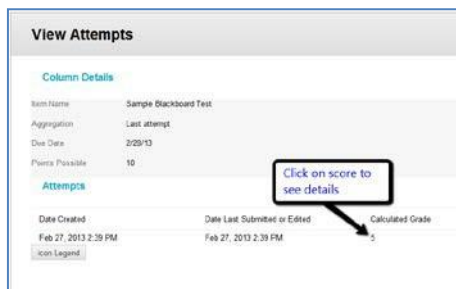 View Attempts
Column Details
Item Name Sample Blackboard Test
Aggregation Last attempt
Due Date 2/28/13
Points Possible 10
Click on score to
see details
Attempts
Date Created Date Last Submitted or Edited Calculated Grade
Feb 27, 2013 2:39 PM Feb 27, 2013 2:39 PM 5
Icon Legend